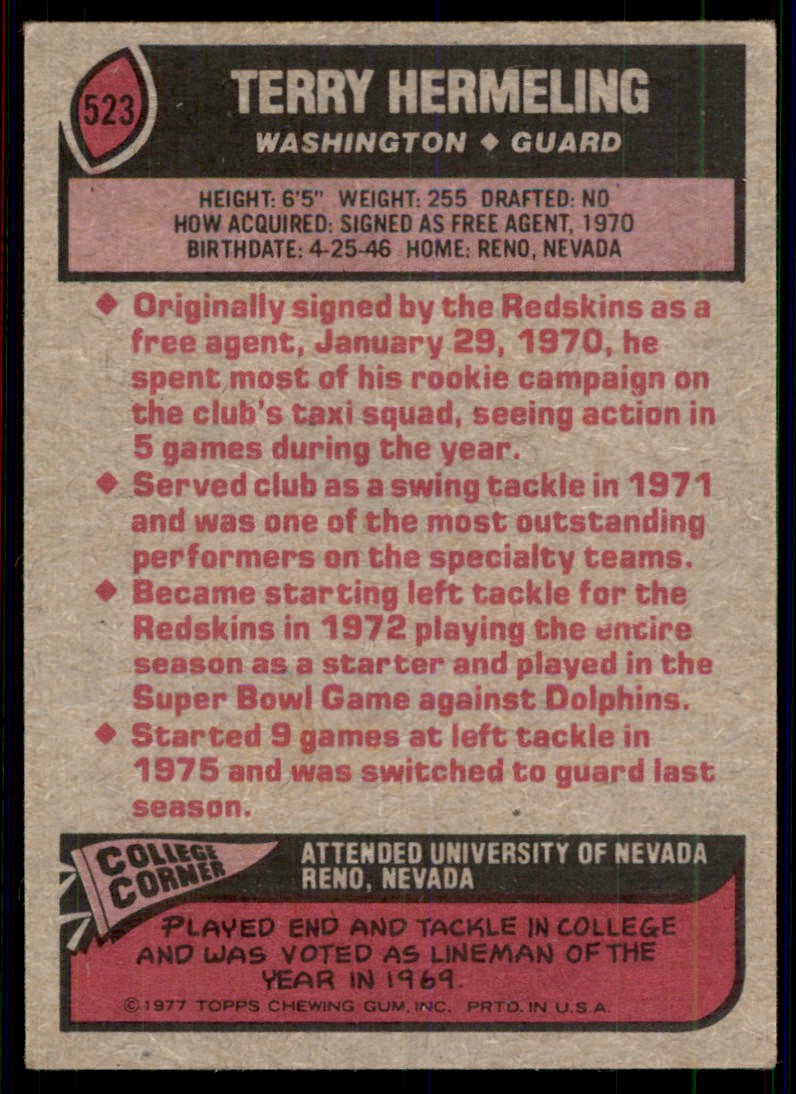 523
TERRY HERMELING
WASHINGTON ◆ GUARD
HEIGHT: 6'5" WEIGHT: 255 DRAFTED: NO
HOW ACQUIRED: SIGNED AS FREE AGENT, 1970
BIRTHDATE: 4-25-46 HOME: RENO, NEVADA
◆ Originally signed by the Redskins as a
free agent, January 29, 1970, he
spent most of his rookie campaign on
the club's taxi squad, seeing action in
5 games during the year.
◆ Served club as a swing tackle in 1971
and was one of the most outstanding
performers on the specialty teams.
◆ Became starting left tackle for the
Redskins in 1972 playing the entire
season as a starter and played in the
Super Bowl Game against Dolphins.
◆ Started 9 games at left tackle in
1975 and was switched to guard last
season.
COLLEGE
CORNER
ATTENDED UNIVERSITY OF NEVADA
RENO, NEVADA
PLAYED END AND TACKLE IN COLLEGE
AND WAS VOTED AS LINEMAN OF THE
YEAR IN 1969.
©1977 TOPPS CHEWING GUM, INC. PRTD. IN U.S.A.